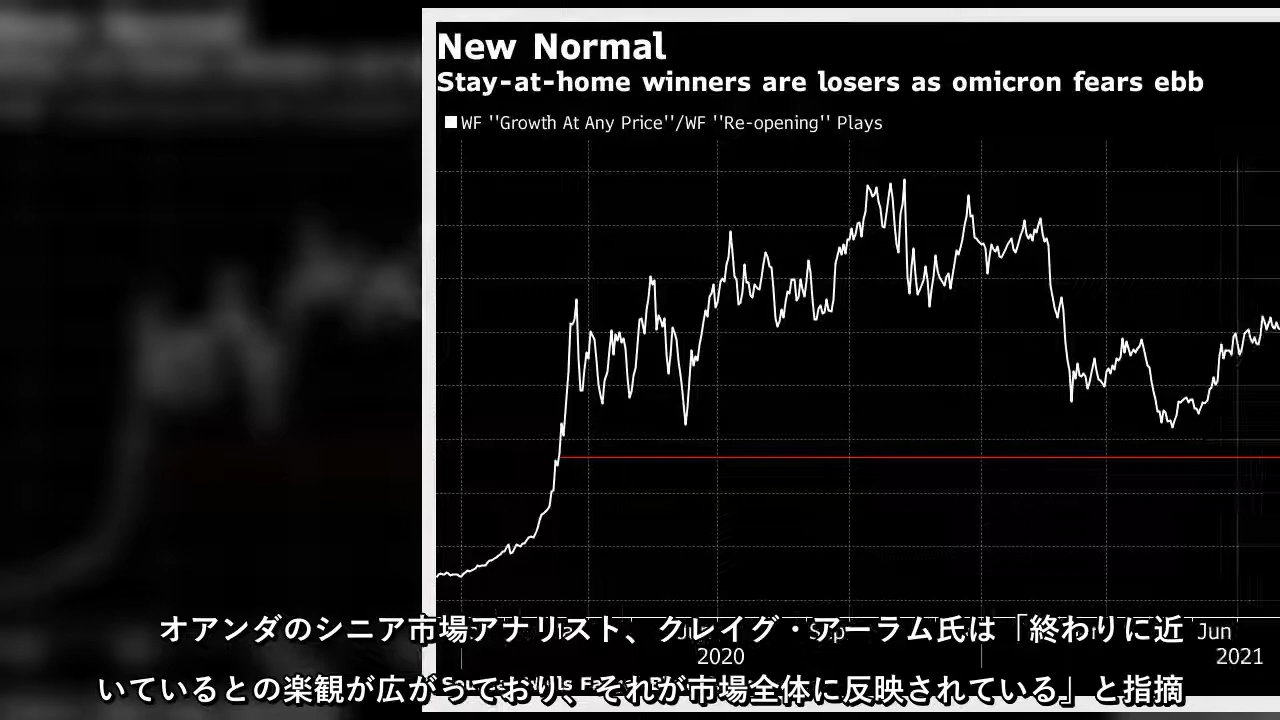 New Normal
Stay-at-home winners are losers as omicron fears ebb
WF ''Growth At Any Price''/WF ''Re-opening'' Plays
Jun
2020
2021
オアンダのシニア市場アナリスト、クレイグ・アーラム氏は「終わりに近
いているとの楽観が広がっており、それが市場全体に反映されている」と指摘